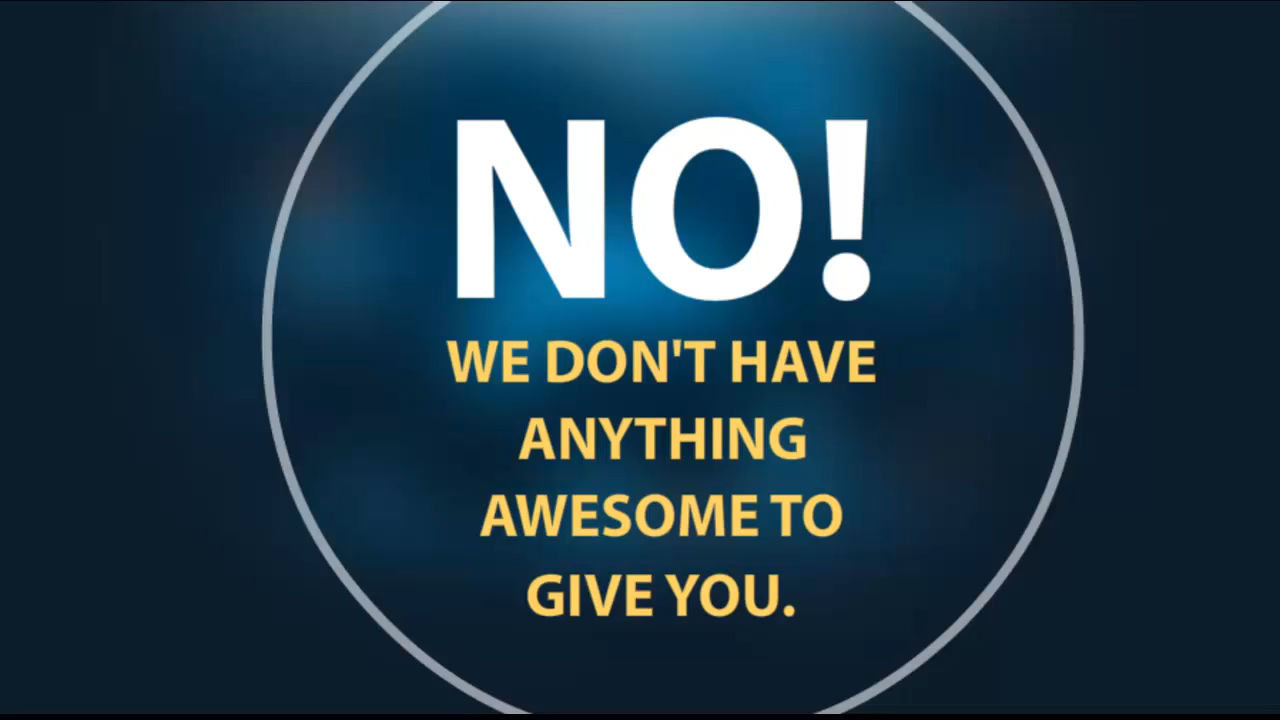 NO!
WE DON'T HAVE
ANYTHING
AWESOME TO
GIVE YOU.